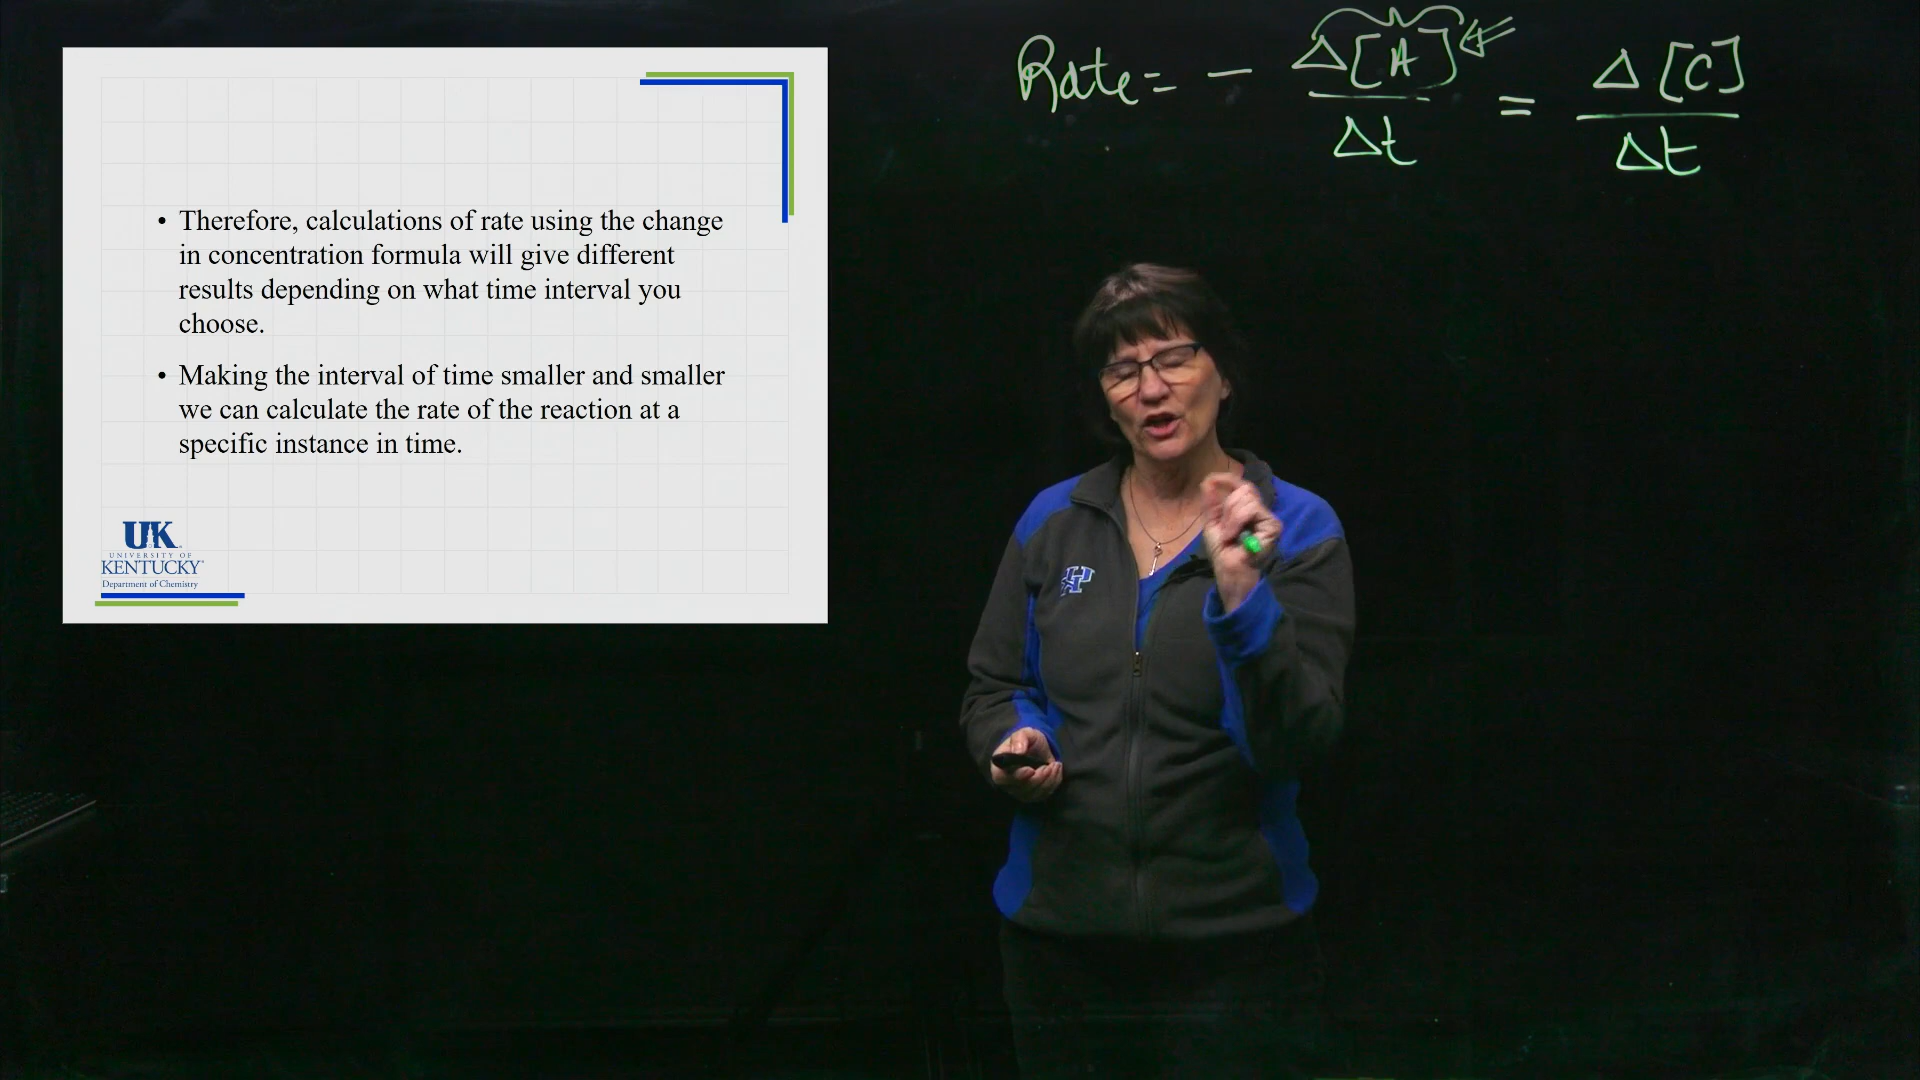 • Therefore, calculations of rate using the change
in concentration formula will give different
results depending on what time interval you
choose.
• Making the interval of time smaller and smaller
we can calculate the rate of the reaction at a
specific instance in time.
UK
UNIVERSITY OF
KENTUCKY
Department of Chemistry
Rate = − Δ[A] / Δt = Δ[C] / Δt
UK